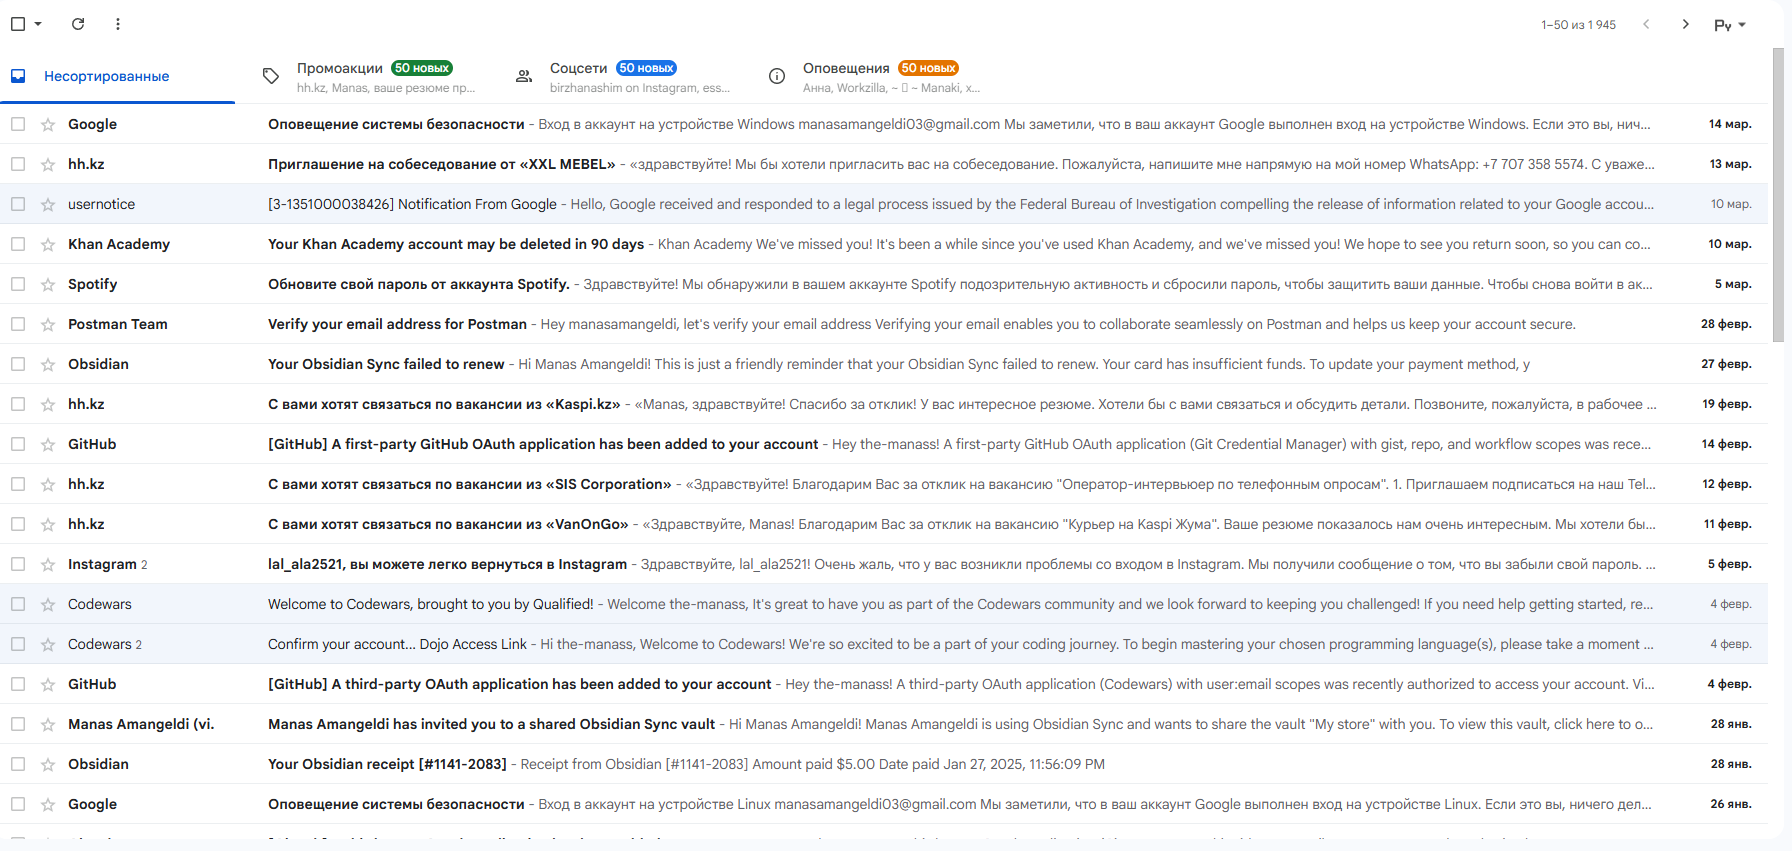 1–50 из 1 945
Ру
Несортированные
Промоакции 50 новых
hh.kz, Manas, ваше резюме пр...
Соцсети 50 новых
birzhanashim on Instagram, ess...
Оповещения 50 новых
Анна, Workzilla, ~ ~ Manaki, x...
Google Оповещение системы безопасности - Вход в аккаунт на устройстве Windows manasamangeldi03@gmail.com Мы заметили, что в ваш аккаунт Google выполнен вход на устройстве Windows. Если это вы, нич... 14 мар.
hh.kz Приглашение на собеседование от «XXL MEBEL» - «здравствуйте! Мы бы хотели пригласить вас на собеседование. Пожалуйста, напишите мне напрямую на мой номер WhatsApp: +7 707 358 5574. С уваже... 13 мар.
usernotice [3-1351000038426] Notification From Google - Hello, Google received and responded to a legal process issued by the Federal Bureau of Investigation compelling the release of information related to your Google accou... 10 мар.
Khan Academy Your Khan Academy account may be deleted in 90 days - Khan Academy We've missed you! It's been a while since you've used Khan Academy, and we've missed you! We hope to see you return soon, so you can co... 10 мар.
Spotify Обновите свой пароль от аккаунта Spotify. - Здравствуйте! Мы обнаружили в вашем аккаунте Spotify подозрительную активность и сбросили пароль, чтобы защитить ваши данные. Чтобы снова войти в ак... 5 мар.
Postman Team Verify your email address for Postman - Hey manasamangeldi, let's verify your email address Verifying your email enables you to collaborate seamlessly on Postman and helps us keep your account secure. 28 февр.
Obsidian Your Obsidian Sync failed to renew - Hi Manas Amangeldi! This is just a friendly reminder that your Obsidian Sync failed to renew. Your card has insufficient funds. To update your payment method, y 27 февр.
hh.kz С вами хотят связаться по вакансии из «Kaspi.kz» - «Manas, здравствуйте! Спасибо за отклик! У вас интересное резюме. Хотели бы с вами связаться и обсудить детали. Позвоните, пожалуйста, в рабочее ... 19 февр.
GitHub [GitHub] A first-party GitHub OAuth application has been added to your account - Hey the-manass! A first-party GitHub OAuth application (Git Credential Manager) with gist, repo, and workflow scopes was rece... 14 февр.
hh.kz С вами хотят связаться по вакансии из «SIS Corporation» - «Здравствуйте! Благодарим Вас за отклик на вакансию "Оператор-интервьюер по телефонным опросам". 1. Приглашаем подписаться на наш Tel... 12 февр.
hh.kz С вами хотят связаться по вакансии из «VanOnGo» - «Здравствуйте, Manas! Благодарим Вас за отклик на вакансию "Курьер на Kaspi Жума". Ваше резюме показалось нам очень интересным. Мы хотели бы... 11 февр.
Instagram 2 lal_ala2521, вы можете легко вернуться в Instagram - Здравствуйте, lal_ala2521! Очень жаль, что у вас возникли проблемы со входом в Instagram. Мы получили сообщение о том, что вы забыли свой пароль. ... 5 февр.
Codewars Welcome to Codewars, brought to you by Qualified! - Welcome the-manass, It's great to have you as part of the Codewars community and we look forward to keeping you challenged! If you need help getting started, re... 4 февр.
Codewars 2 Confirm your account... Dojo Access Link - Hi the-manass, Welcome to Codewars! We're so excited to be a part of your coding journey. To begin mastering your chosen programming language(s), please take a moment ... 4 февр.
GitHub [GitHub] A third-party OAuth application has been added to your account - Hey the-manass! A third-party OAuth application (Codewars) with user:email scopes was recently authorized to access your account. Vi... 4 февр.
Manas Amangeldi (vi. Manas Amangeldi has invited you to a shared Obsidian Sync vault - Hi Manas Amangeldi! Manas Amangeldi is using Obsidian Sync and wants to share the vault "My store" with you. To view this vault, click here to o... 28 янв.
Obsidian Your Obsidian receipt [#1141-2083] - Receipt from Obsidian [#1141-2083] Amount paid $5.00 Date paid Jan 27, 2025, 11:56:09 PM 28 янв.
Google Оповещение системы безопасности - Вход в аккаунт на устройстве Linux manasamangeldi03@gmail.com Мы заметили, что в ваш аккаунт Google выполнен вход на устройстве Linux. Если это вы, ничего дел... 26 янв.